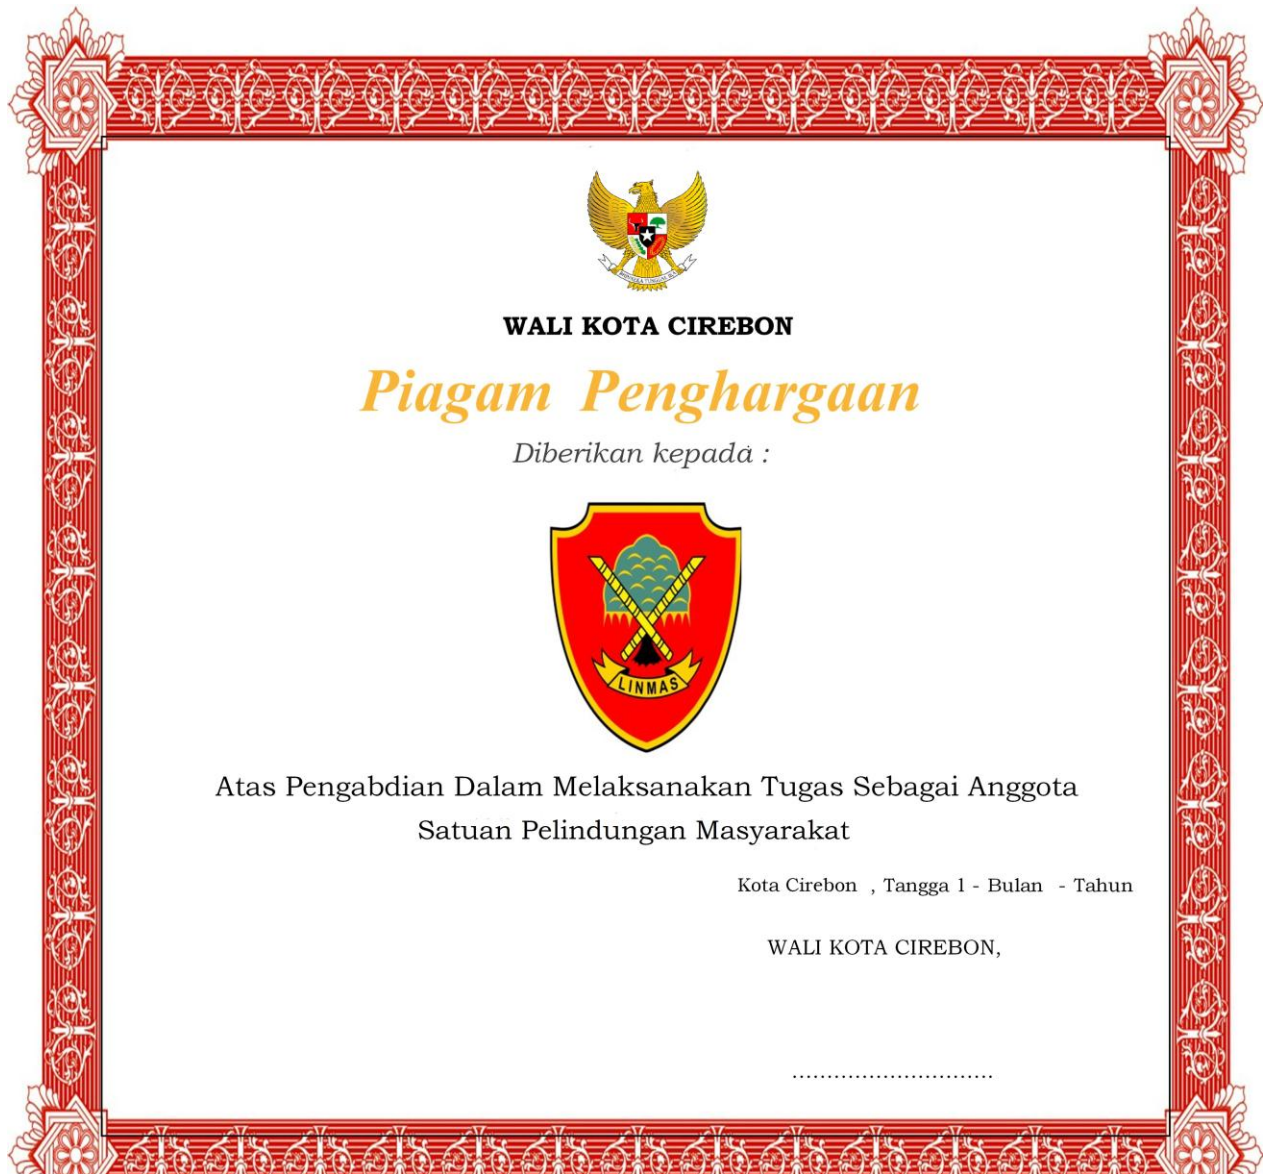 WALI KOTA CIREBON
Piagam Penghargaan
Diberikan kepada :
LINMAS
Atas Pengabdian Dalam Melaksanakan Tugas Sebagai Anggota
Satuan Pelindungan Masyarakat
Kota Cirebon , Tangga 1 - Bulan - Tahun
WALI KOTA CIREBON,
.............................